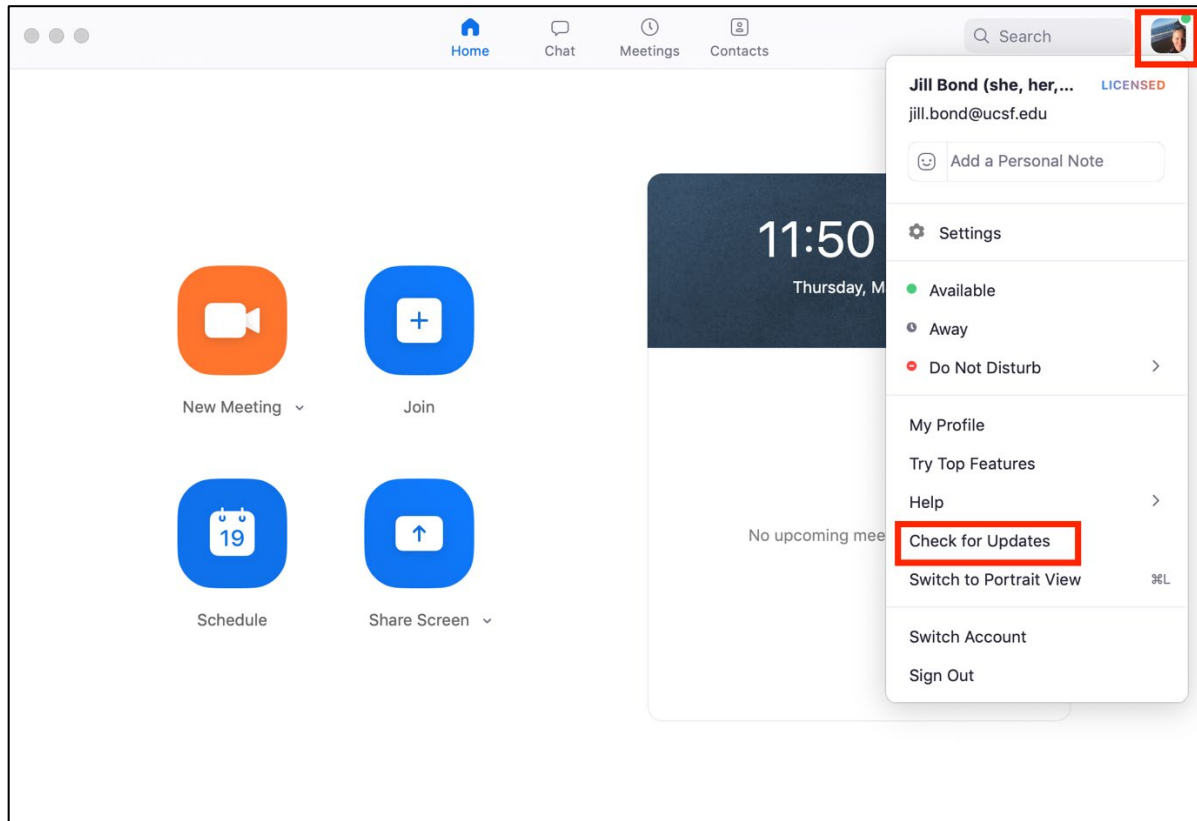 Home
Chat
Meetings
Contacts
Search
Jill Bond (she, her,... LICENSED
jill.bond@ucsf.edu
Add a Personal Note
Settings
Available
Away
Do Not Disturb
My Profile
Try Top Features
Help
Check for Updates
Switch to Portrait View ⌘L
Switch Account
Sign Out
11:50
Thursday, M
No upcoming mee
New Meeting
Join
19
Schedule
Share Screen